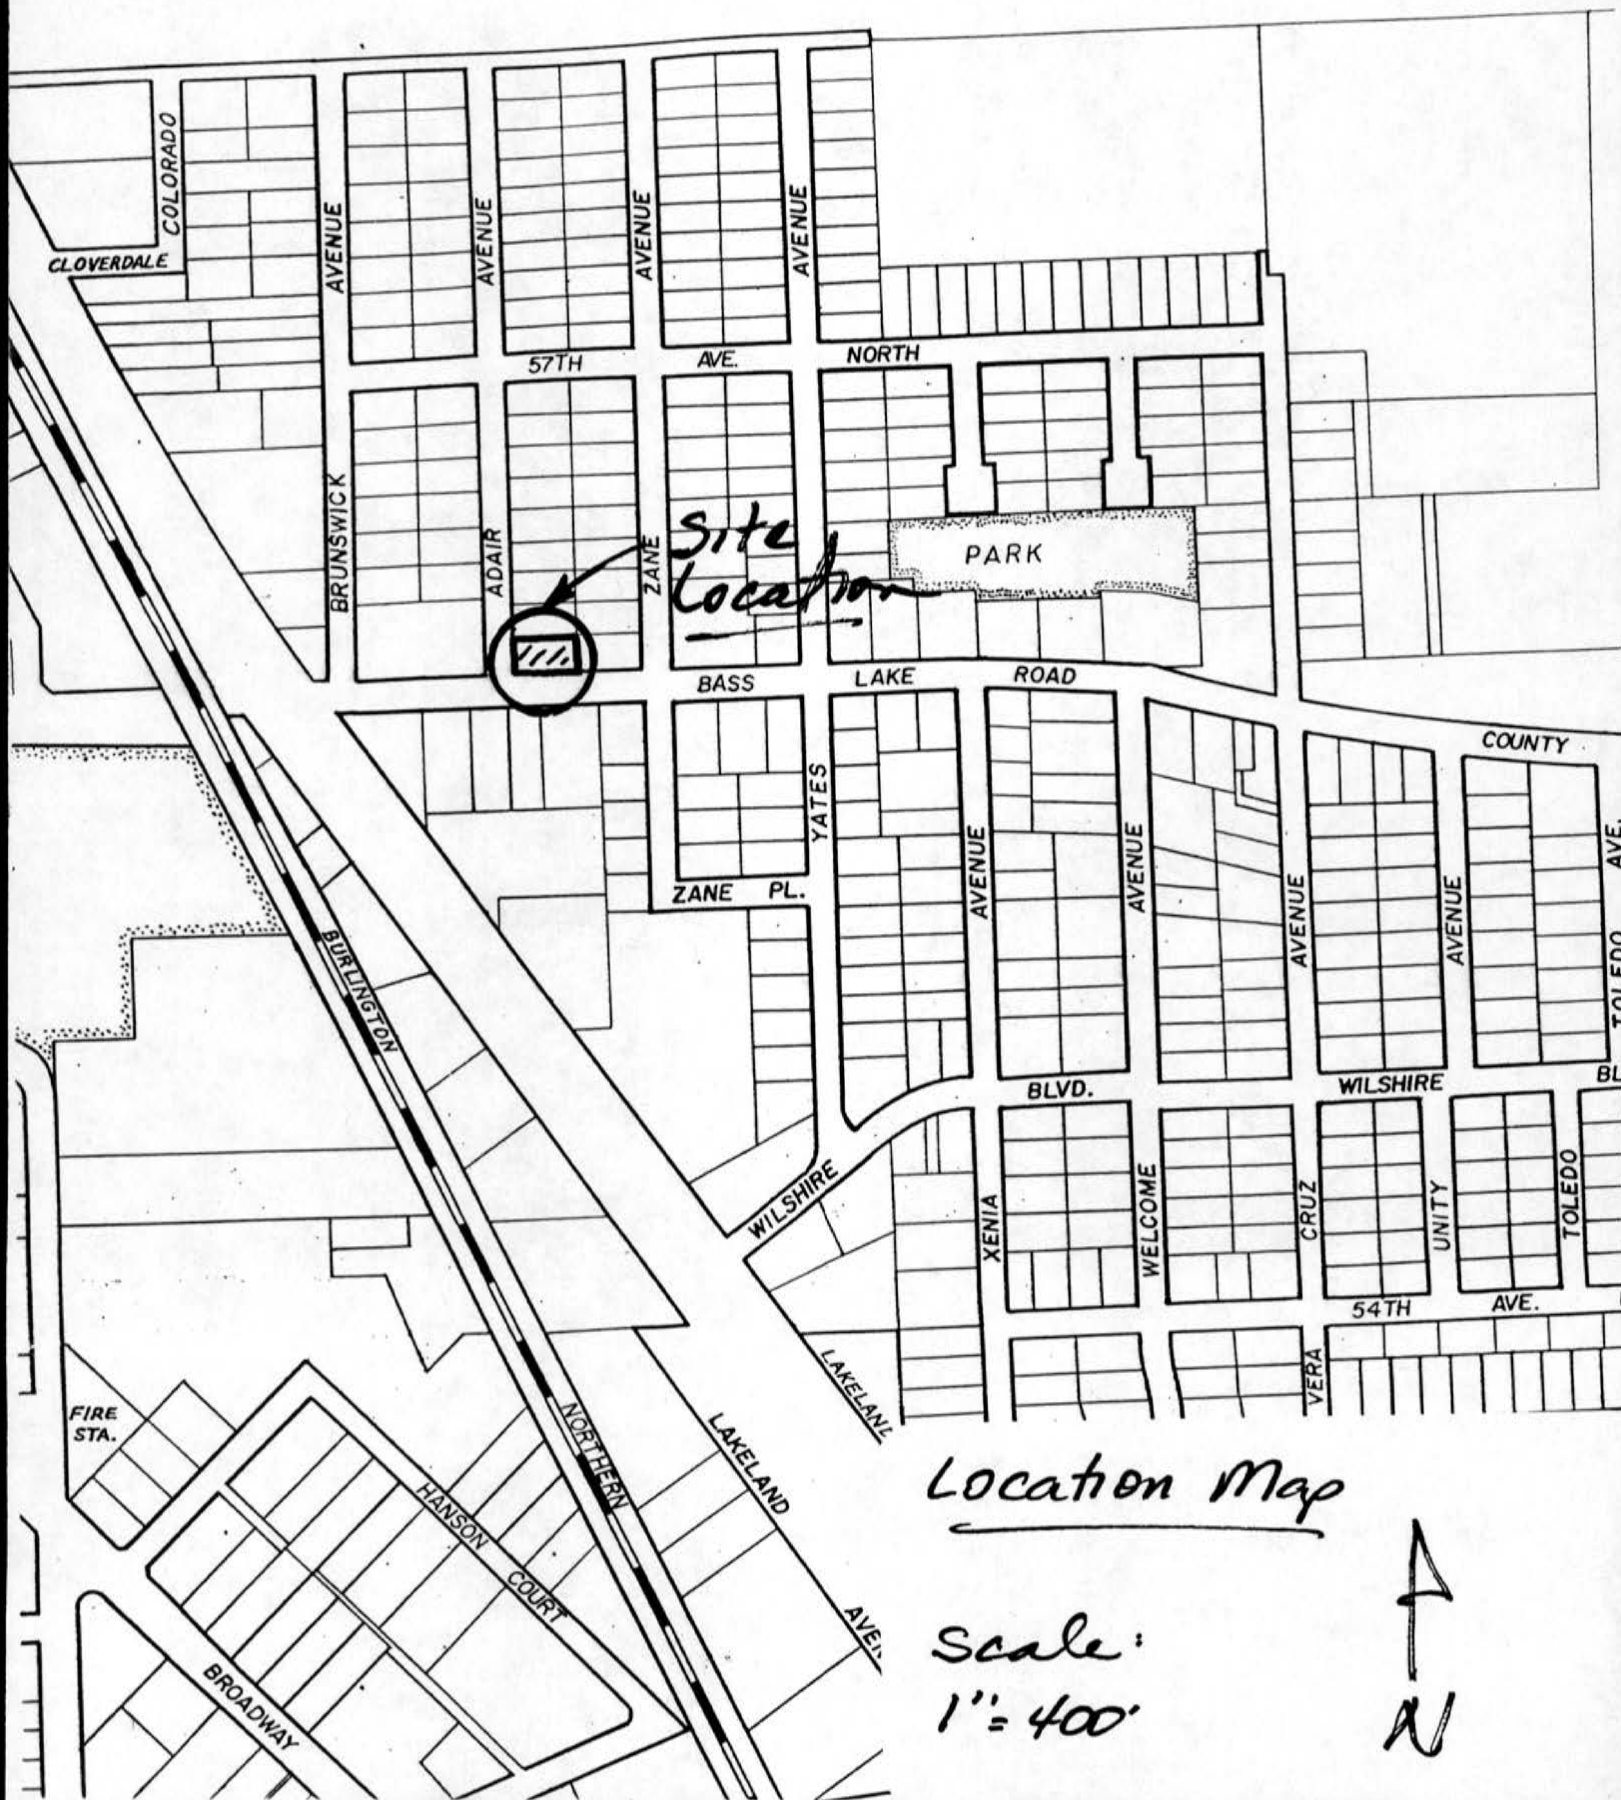 COLORADO
CLOVERDALE
AVENUE
AVENUE
AVENUE
AVENUE
57TH AVE. NORTH
BRUNSWICK
ADAIR
ZANE
Site
Location
PARK
BASS LAKE ROAD
COUNTY
YATES
AVENUE
AVENUE
AVENUE
AVENUE
TOLEDO AVE.
ZANE PL.
BURLINGTON
BLVD. WILSHIRE BL
WILSHIRE
XENIA
WELCOME
CRUZ
UNITY
TOLEDO
54TH AVE.
VERA
LAKELAND
FIRE
STA.
NORTHERN
LAKELAND
HANSON
COURT
BROADWAY
AVEN
Location Map
Scale:
1"= 400'
N